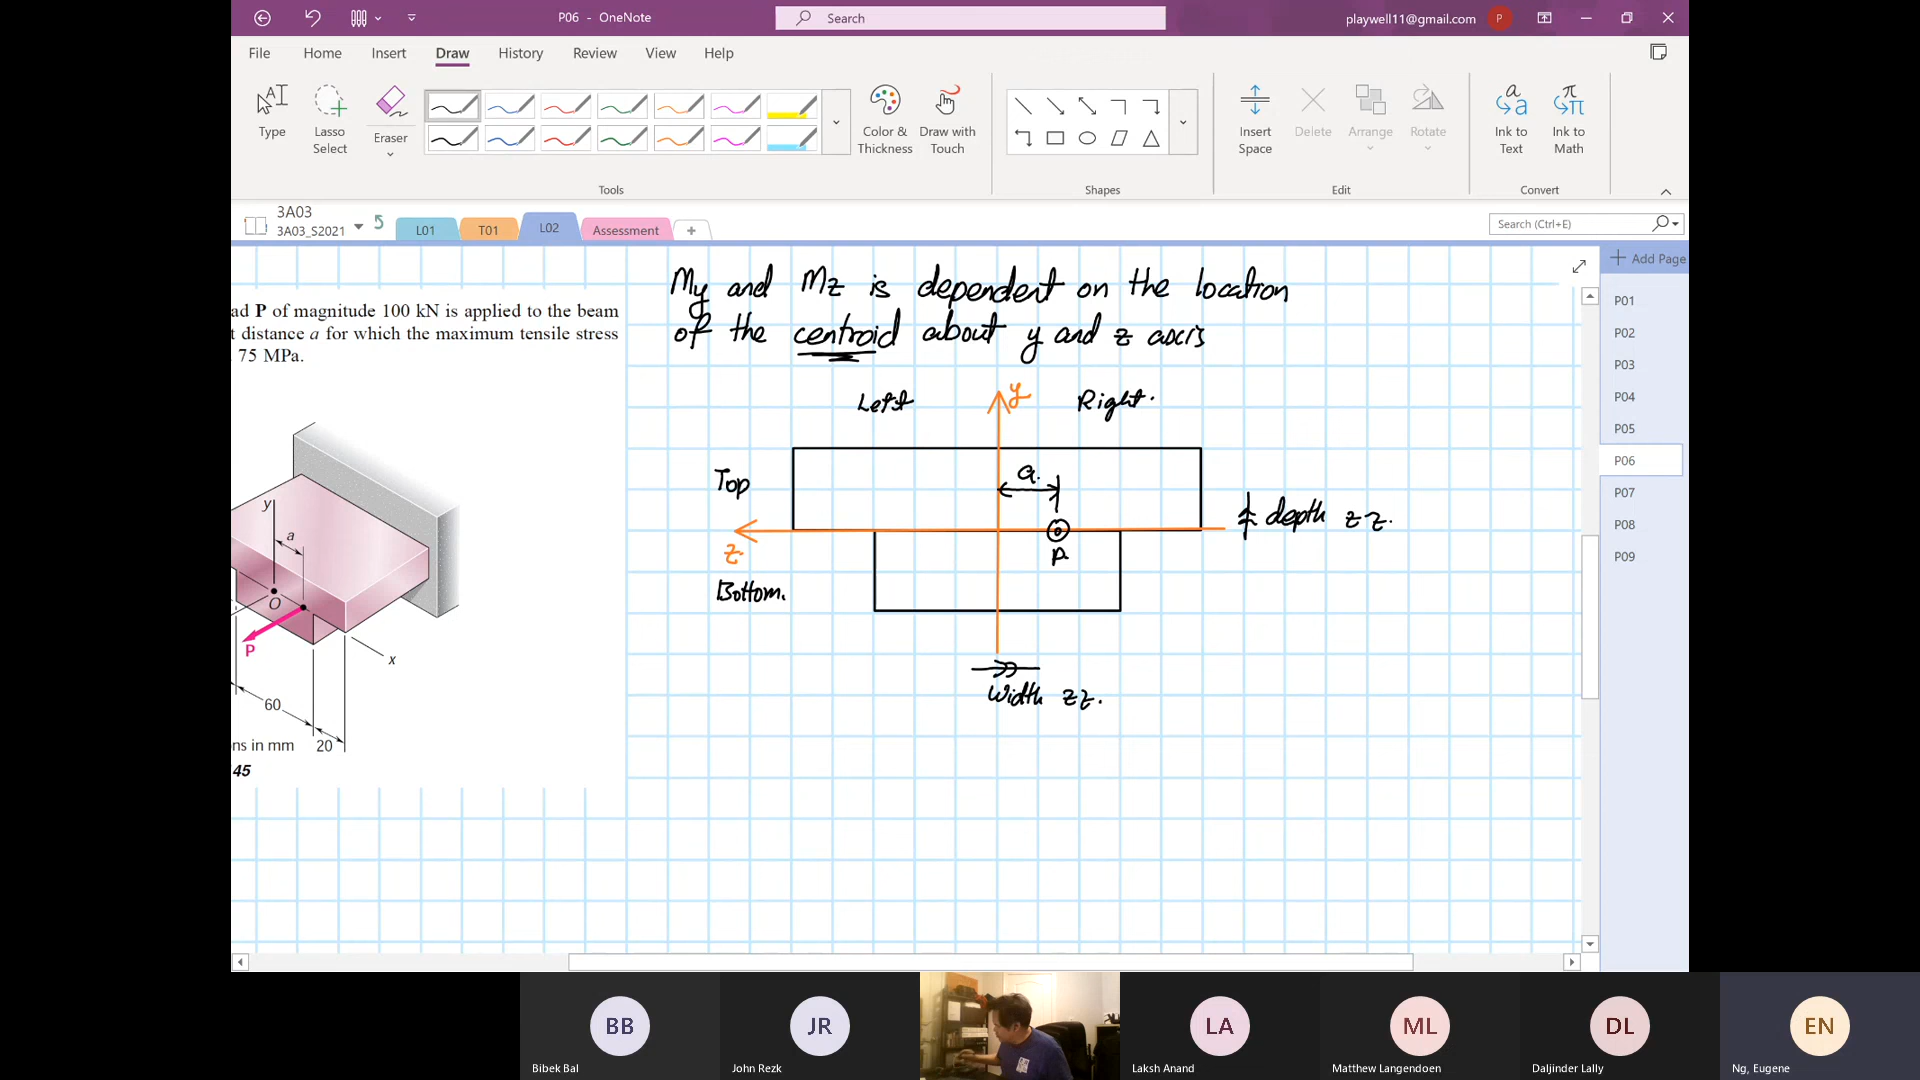 P06 - OneNote
Search
playwell11@gmail.com
P
File Home Insert Draw History Review View Help
Type
Lasso Select
Eraser
Color & Thickness
Draw with Touch
Insert Space
Delete
Arrange
Rotate
Ink to Text
Ink to Math
Tools
Shapes
Edit
Convert
3A03
3A03_S2021
L01 T01 L02 Assessment +
Search (Ctrl+E)
Add Page
P01
P02
P03
P04
P05
P06
P07
P08
P09
ad P of magnitude 100 kN is applied to the beam
t distance a for which the maximum tensile stress
75 MPa.
y
a
O
P
x
60
20
ns in mm
45
My and Mz is dependent on the location
of the centroid about y and z axis
Left
y
Right.
Top
a.
depth zz.
z
P
Bottom.
width zz.
BB
JR
LA
ML
DL
EN
Bibek Bal
John Rezk
Laksh Anand
Matthew Langendoen
Daljinder Lally
Ng, Eugene